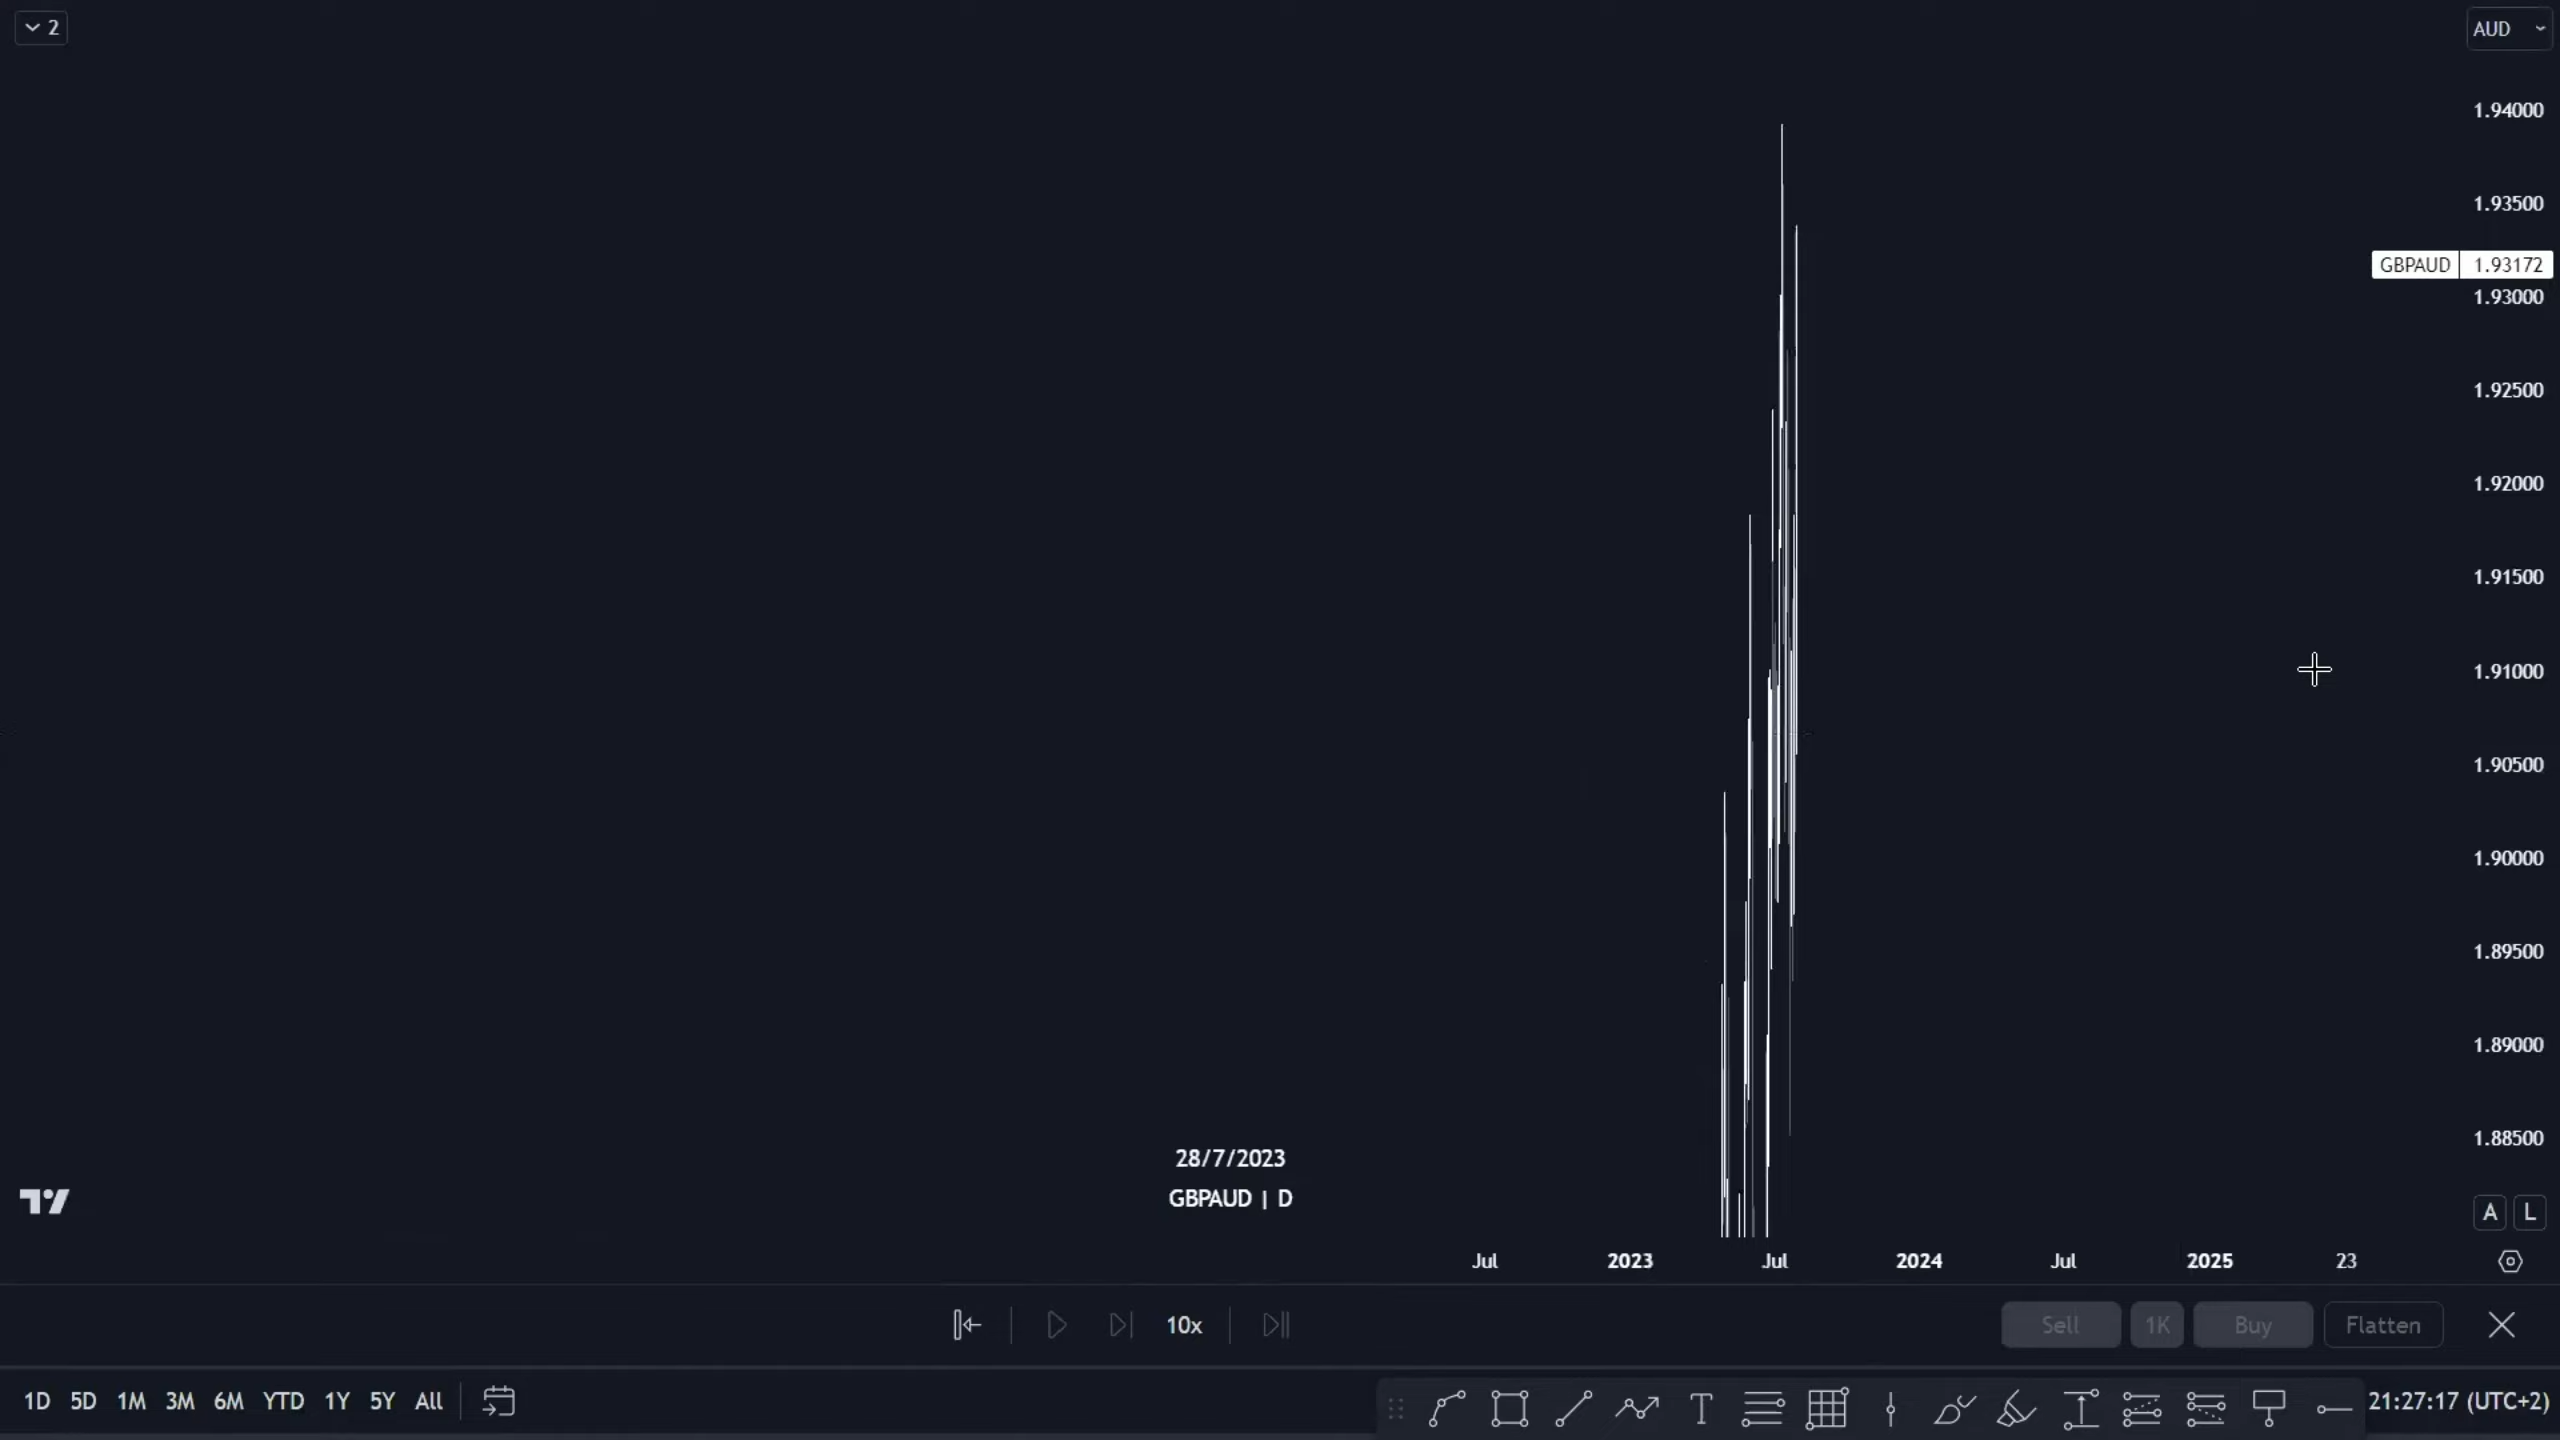 2
AUD
1.94000
1.93500
GBPAUD 1.93172
1.93000
1.92500
1.92000
1.91500
1.91000
1.90500
1.90000
1.89500
1.89000
1.88500
28/7/2023
GBPAUD | D
A L
Jul 2023 Jul 2024 Jul 2025 23
10x
Sell 1K Buy Flatten
1D 5D 1M 3M 6M YTD 1Y 5Y All
T
21:27:17 (UTC+2)